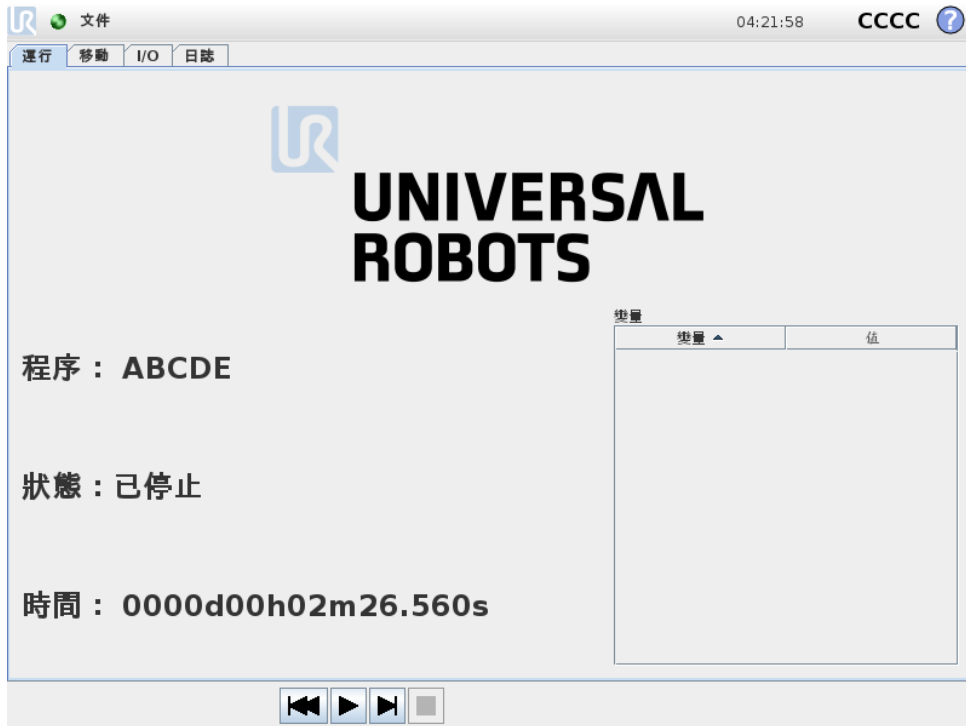 文件 04:21:58 CCCC ?
運行 移動 I/O 日誌
UR
UNIVERSAL
ROBOTS
變量
變量 值
程序： ABCDE
狀態：已停止
時間： 0000d00h02m26.560s